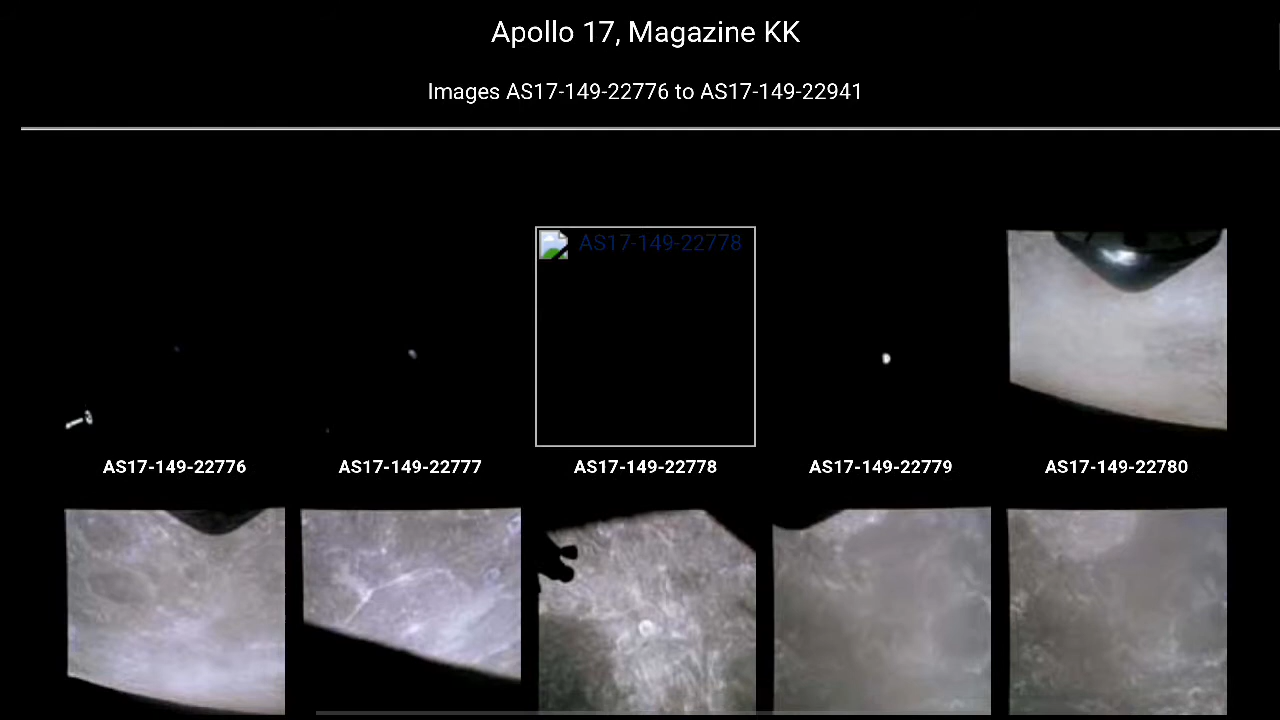 Apollo 17, Magazine KK
Images AS17-149-22776 to AS17-149-22941
AS17-149-22778
AS17-149-22776
AS17-149-22777
AS17-149-22778
AS17-149-22779
AS17-149-22780